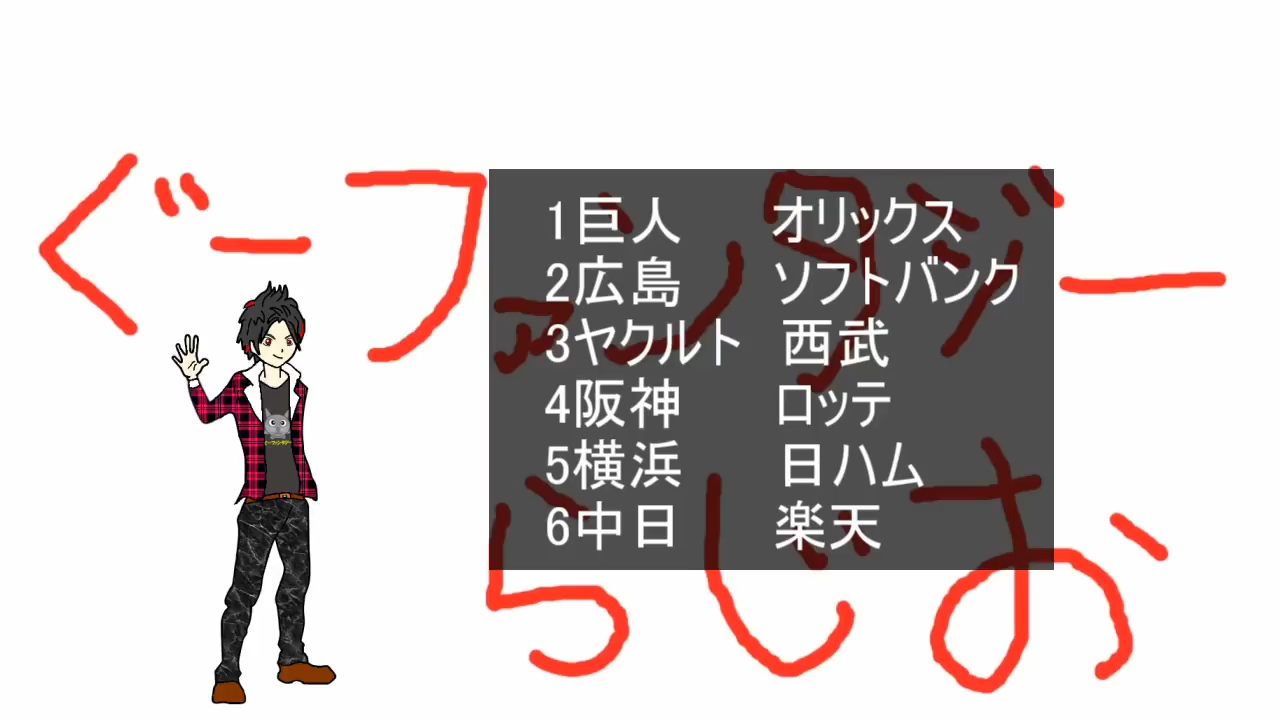 ぐーファンタジー
らじお
1巨人 オリックス
2広島 ソフトバンク
3ヤクルト 西武
4阪神 ロッテ
5横浜 日ハム
6中日 楽天